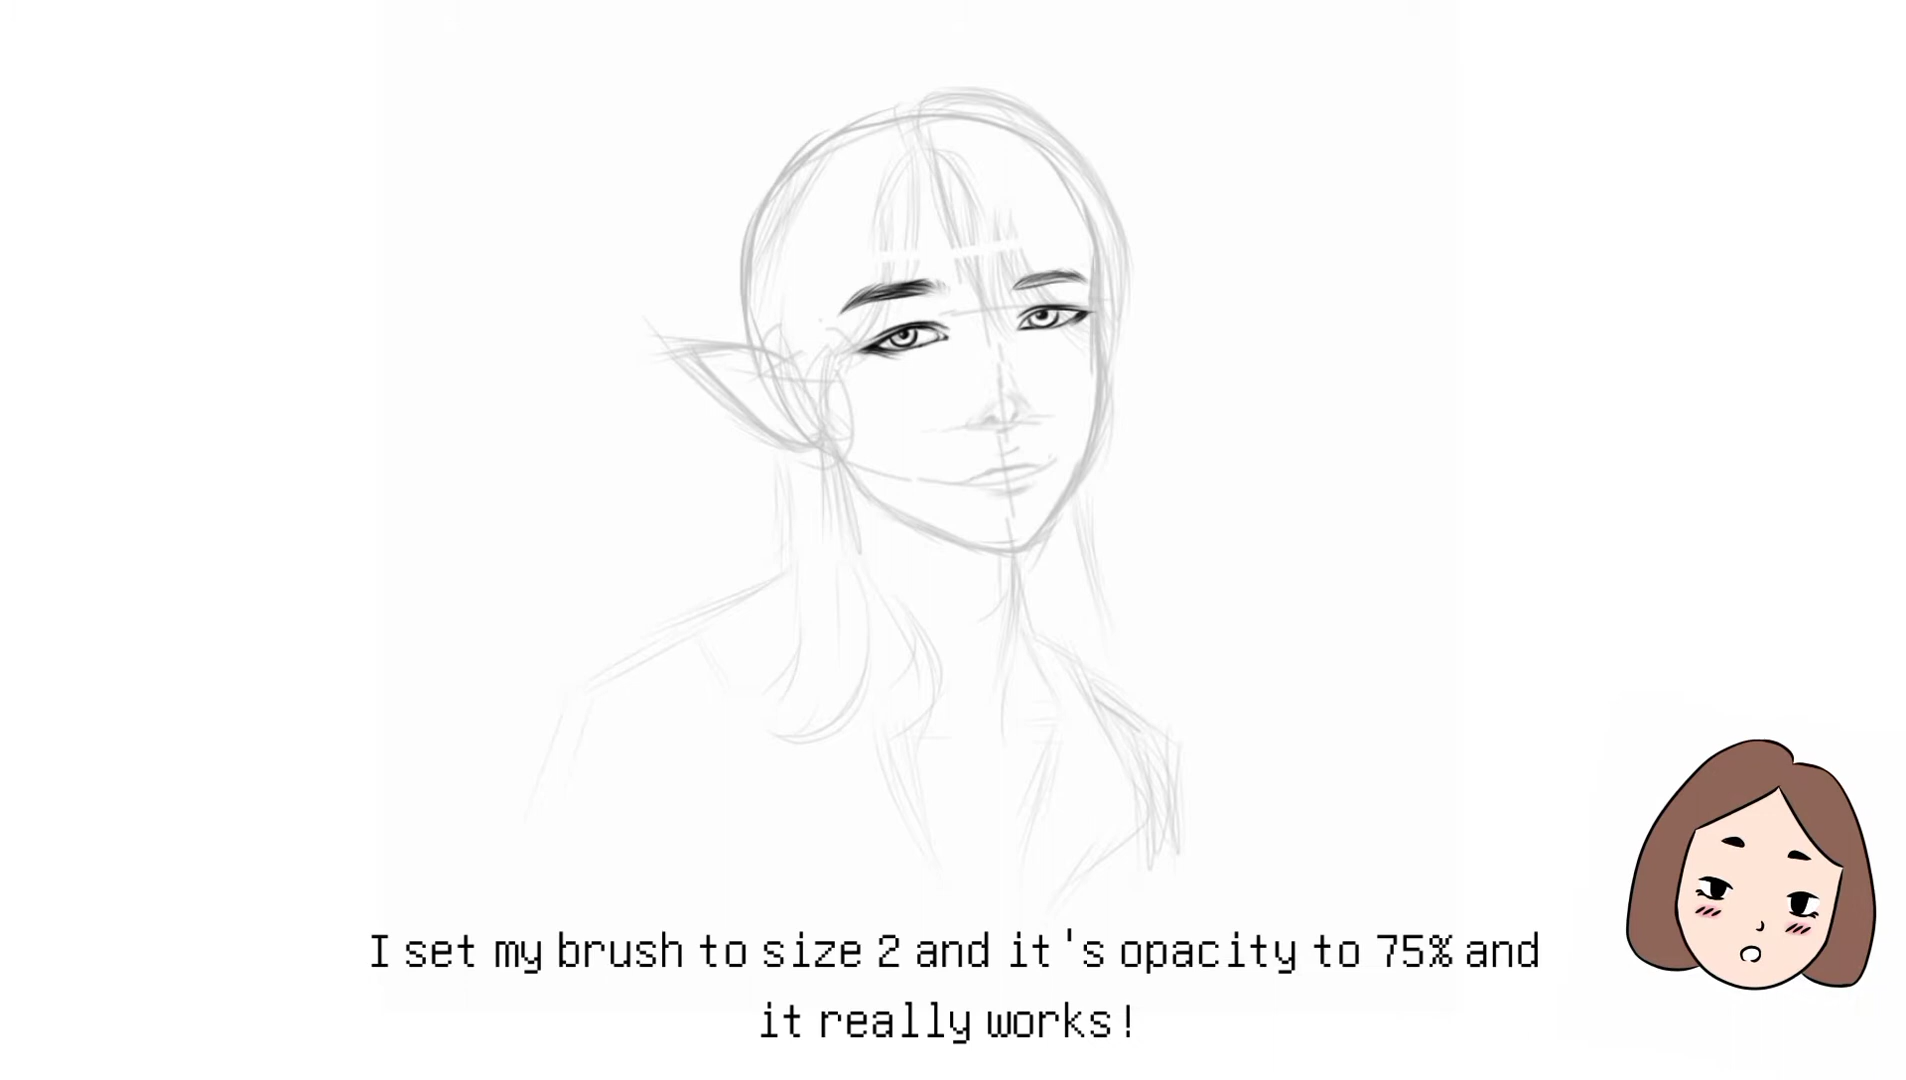 I set my brush to size 2 and it's opacity to 75% and
it really works!